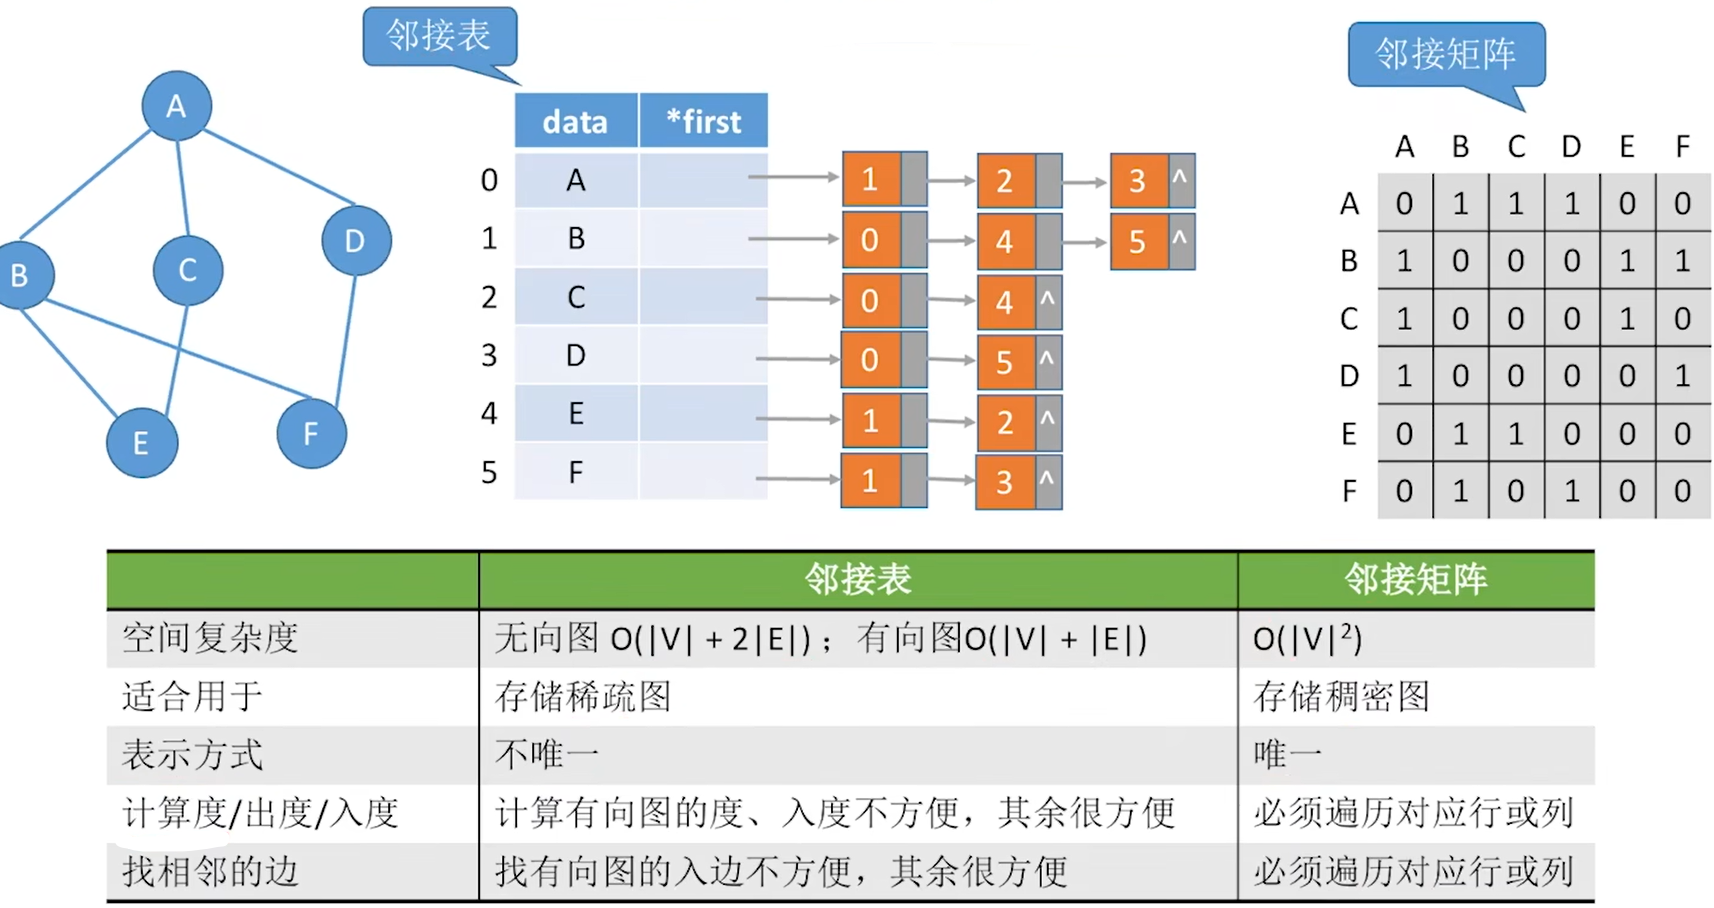 邻接表
邻接矩阵
A
B
C
D
E
F
data *first
0 A 1 2 3 ^
1 B 0 4 5 ^
2 C 0 4 ^
3 D 0 5 ^
4 E 1 2 ^
5 F 1 3 ^
A B C D E F
A 0 1 1 1 0 0
B 1 0 0 0 1 1
C 1 0 0 0 1 0
D 1 0 0 0 0 1
E 0 1 1 0 0 0
F 0 1 0 1 0 0
邻接表 邻接矩阵
空间复杂度 无向图 O(|V| + 2|E|)；有向图O(|V| + |E|) O(|V|²)
适合用于 存储稀疏图 存储稠密图
表示方式 不唯一 唯一
计算度/出度/入度 计算有向图的度、入度不方便，其余很方便 必须遍历对应行或列
找相邻的边 找有向图的入边不方便，其余很方便 必须遍历对应行或列